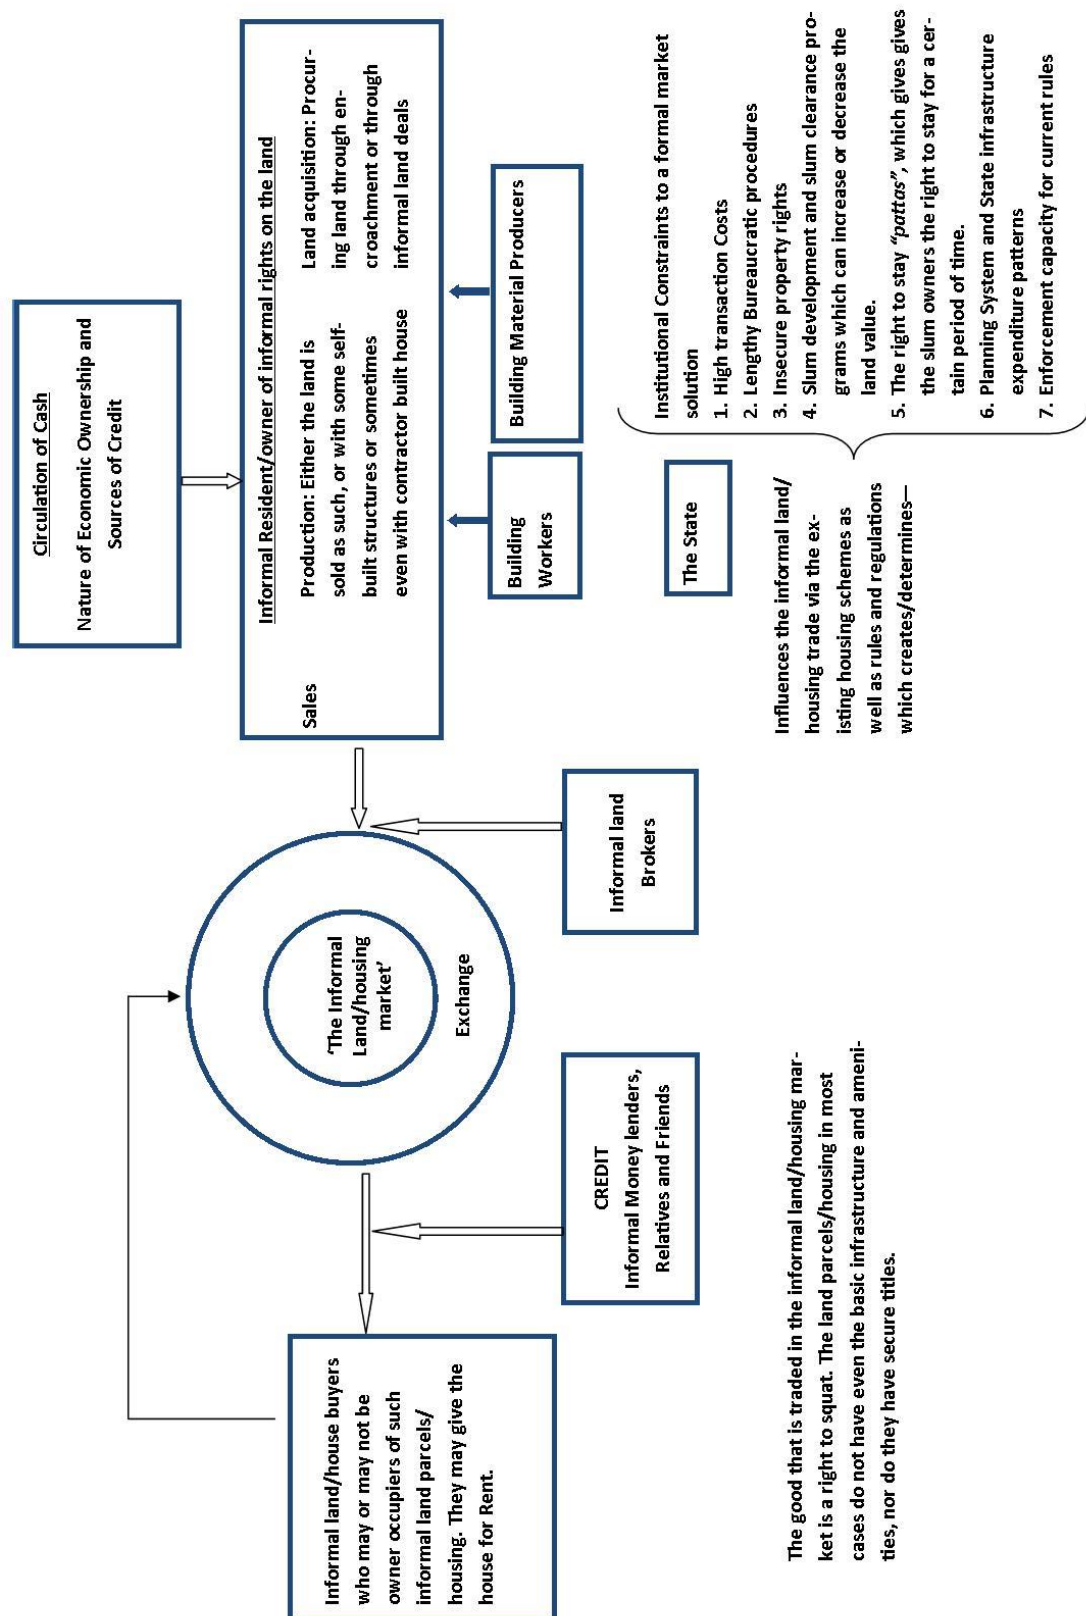 Circulation of Cash
Nature of Economic Ownership and
Sources of Credit
Informal Resident/owner of informal rights on the land
Sales
Production: Either the land is
sold as such, or with some self-
built structures or sometimes
even with contractor built house
Land acquisition: Procur-
ing land through en-
croachment or through
informal land deals
Building
Workers
Building Material Producers
'The Informal
Land/housing
market'
Exchange
Informal land
Brokers
Informal land/house buyers
who may or may not be
owner occupiers of such
informal land parcels/
housing. They may give the
house for Rent.
CREDIT
Informal Money lenders,
Relatives and Friends
The State
Influences the informal land/
housing trade via the ex-
isting housing schemes as
well as rules and regulations
which creates/determines—
Institutional Constraints to a formal market
solution
1. High transaction Costs
2. Lengthy Bureaucratic procedures
3. Insecure property rights
4. Slum development and slum clearance pro-
grams which can increase or decrease the
land value.
5. The right to stay “pattas”, which gives gives
the slum owners the right to stay for a cer-
tain period of time.
6. Planning System and State infrastructure
expenditure patterns
7. Enforcement capacity for current rules
The good that is traded in the informal land/housing mar-
ket is a right to squat. The land parcels/housing in most
cases do not have even the basic infrastructure and ameni-
ties, nor do they have secure titles.